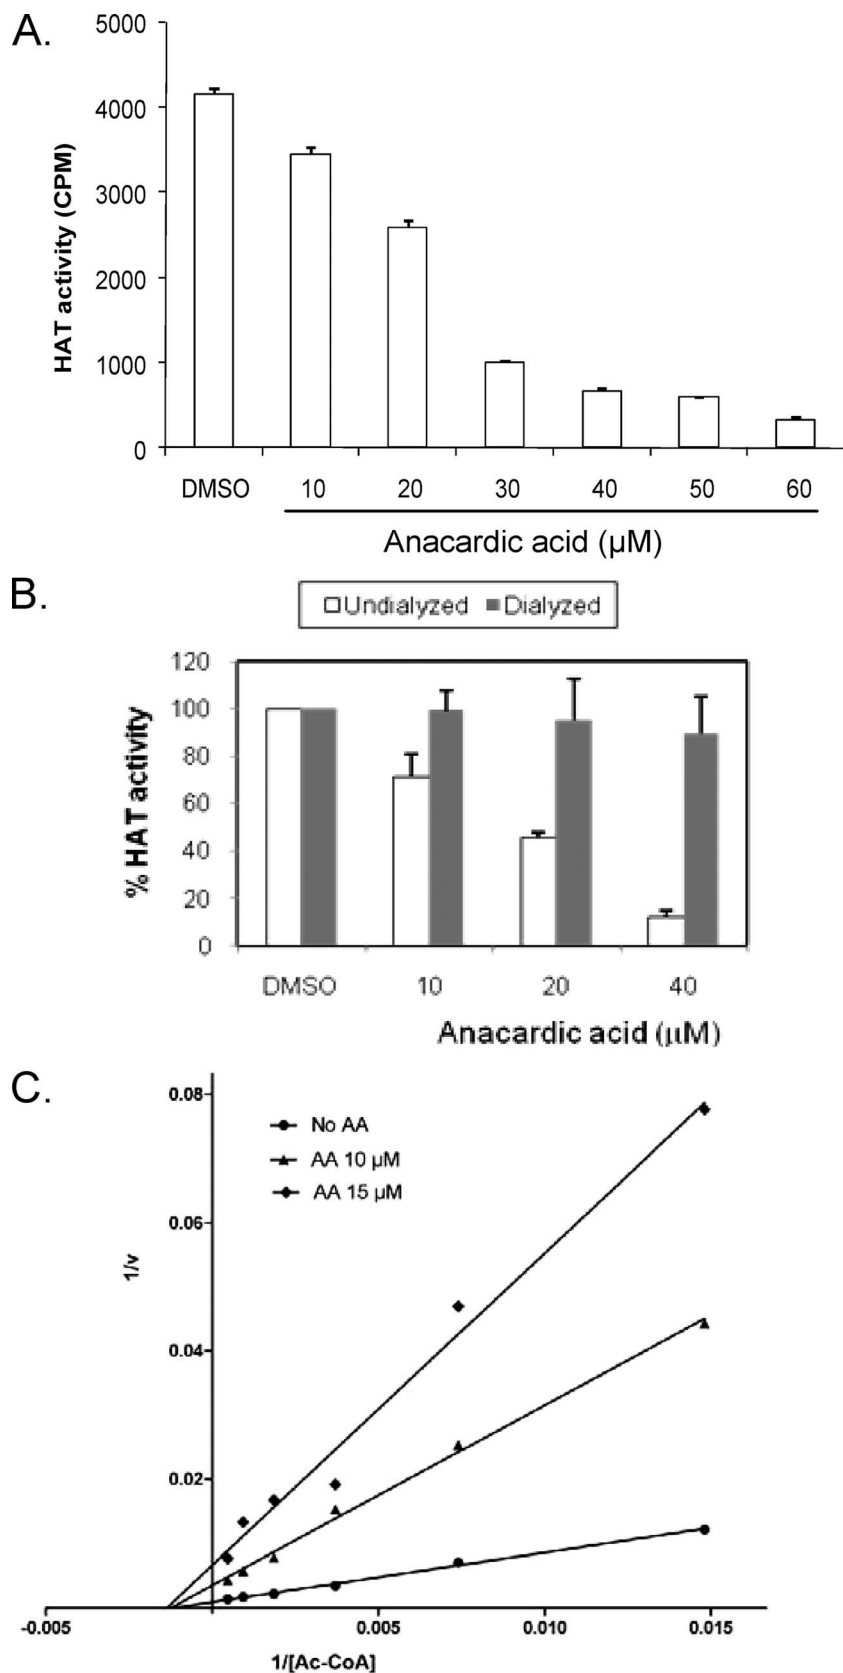 A.
5000
4000
3000
2000
1000
0
HAT activity (CPM)
DMSO 10 20 30 40 50 60
Anacardic acid (µM)
B.
Undialyzed Dialyzed
120
100
80
60
40
20
0
% HAT activity
DMSO 10 20 40
Anacardic acid (µM)
C.
0.08
0.06
0.04
0.02
1/v
No AA
AA 10 µM
AA 15 µM
-0.005 0.005 0.010 0.015
1/[Ac-CoA]